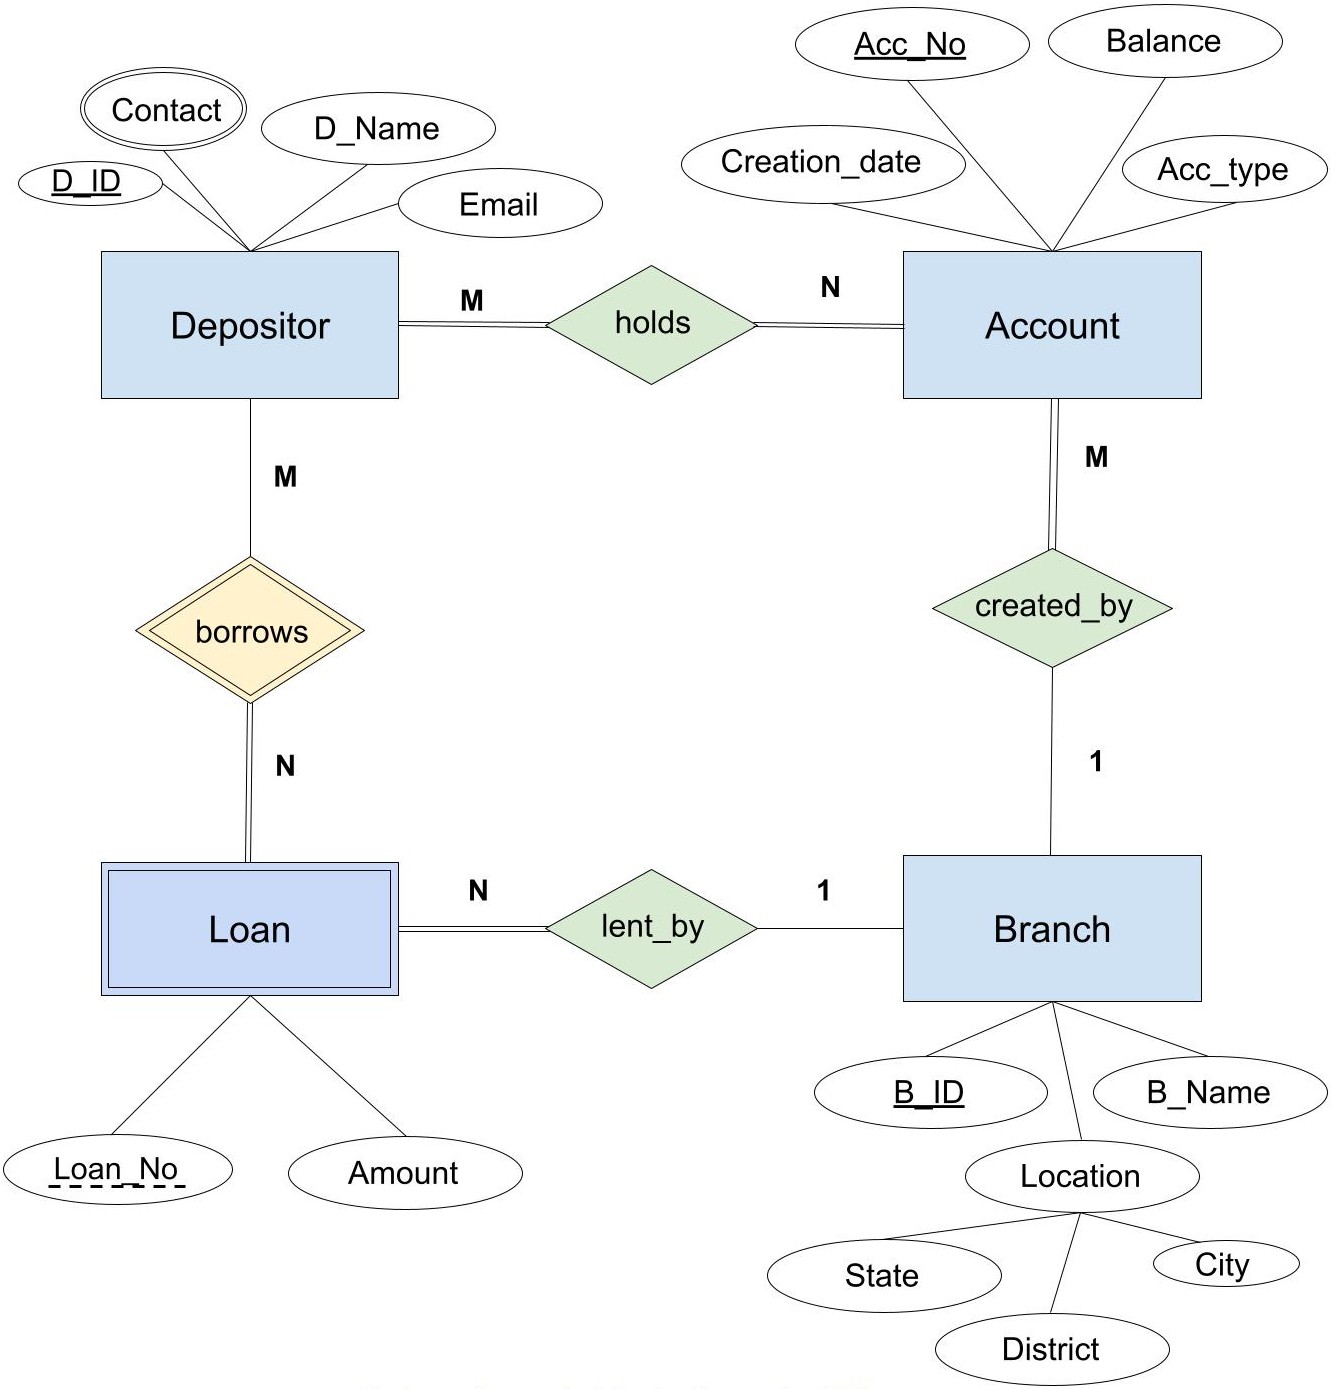 Acc_No
Balance
Contact
D_Name
Creation_date
Acc_type
D_ID
Email
Depositor
M
holds
N
Account
M
M
borrows
created_by
N
1
Loan
N
lent_by
1
Branch
B_ID
B_Name
Loan_No
Amount
Location
State
City
District